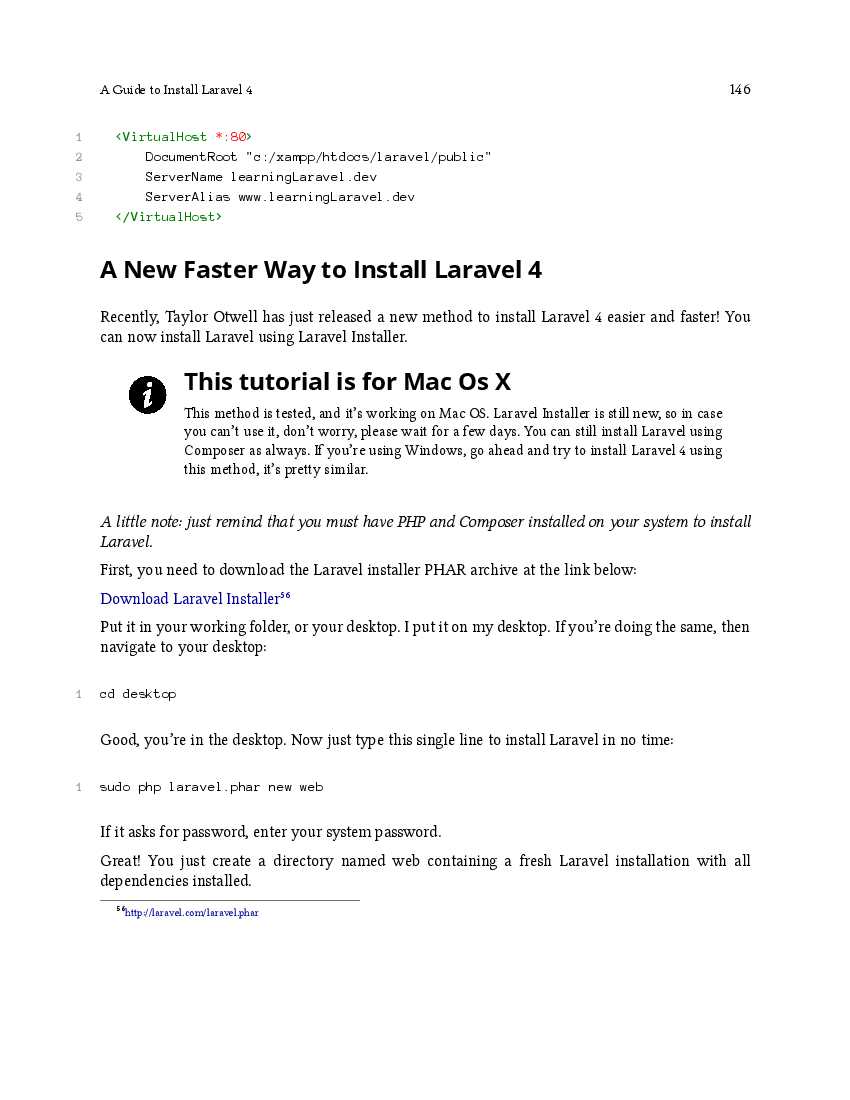 A Guide to Install Laravel 4 146
1 <VirtualHost *:80>
2 DocumentRoot "c:/xampp/htdocs/laravel/public"
3 ServerName learningLaravel.dev
4 ServerAlias www.learningLaravel.dev
5 </VirtualHost>
A New Faster Way to Install Laravel 4
Recently, Taylor Otwell has just released a new method to install Laravel 4 easier and faster! You
can now install Laravel using Laravel Installer.
This tutorial is for Mac Os X
This method is tested, and it’s working on Mac OS. Laravel Installer is still new, so in case
you can’t use it, don’t worry, please wait for a few days. You can still install Laravel using
Composer as always. If you’re using Windows, go ahead and try to install Laravel 4 using
this method, it’s pretty similar.
A little note: just remind that you must have PHP and Composer installed on your system to install
Laravel.
First, you need to download the Laravel installer PHAR archive at the link below:
Download Laravel Installer⁵⁶
Put it in your working folder, or your desktop. I put it on my desktop. If you’re doing the same, then
navigate to your desktop:
1 cd desktop
Good, you’re in the desktop. Now just type this single line to install Laravel in no time:
1 sudo php laravel.phar new web
If it asks for password, enter your system password.
Great! You just create a directory named web containing a fresh Laravel installation with all
dependencies installed.
⁵⁶http://laravel.com/laravel.phar